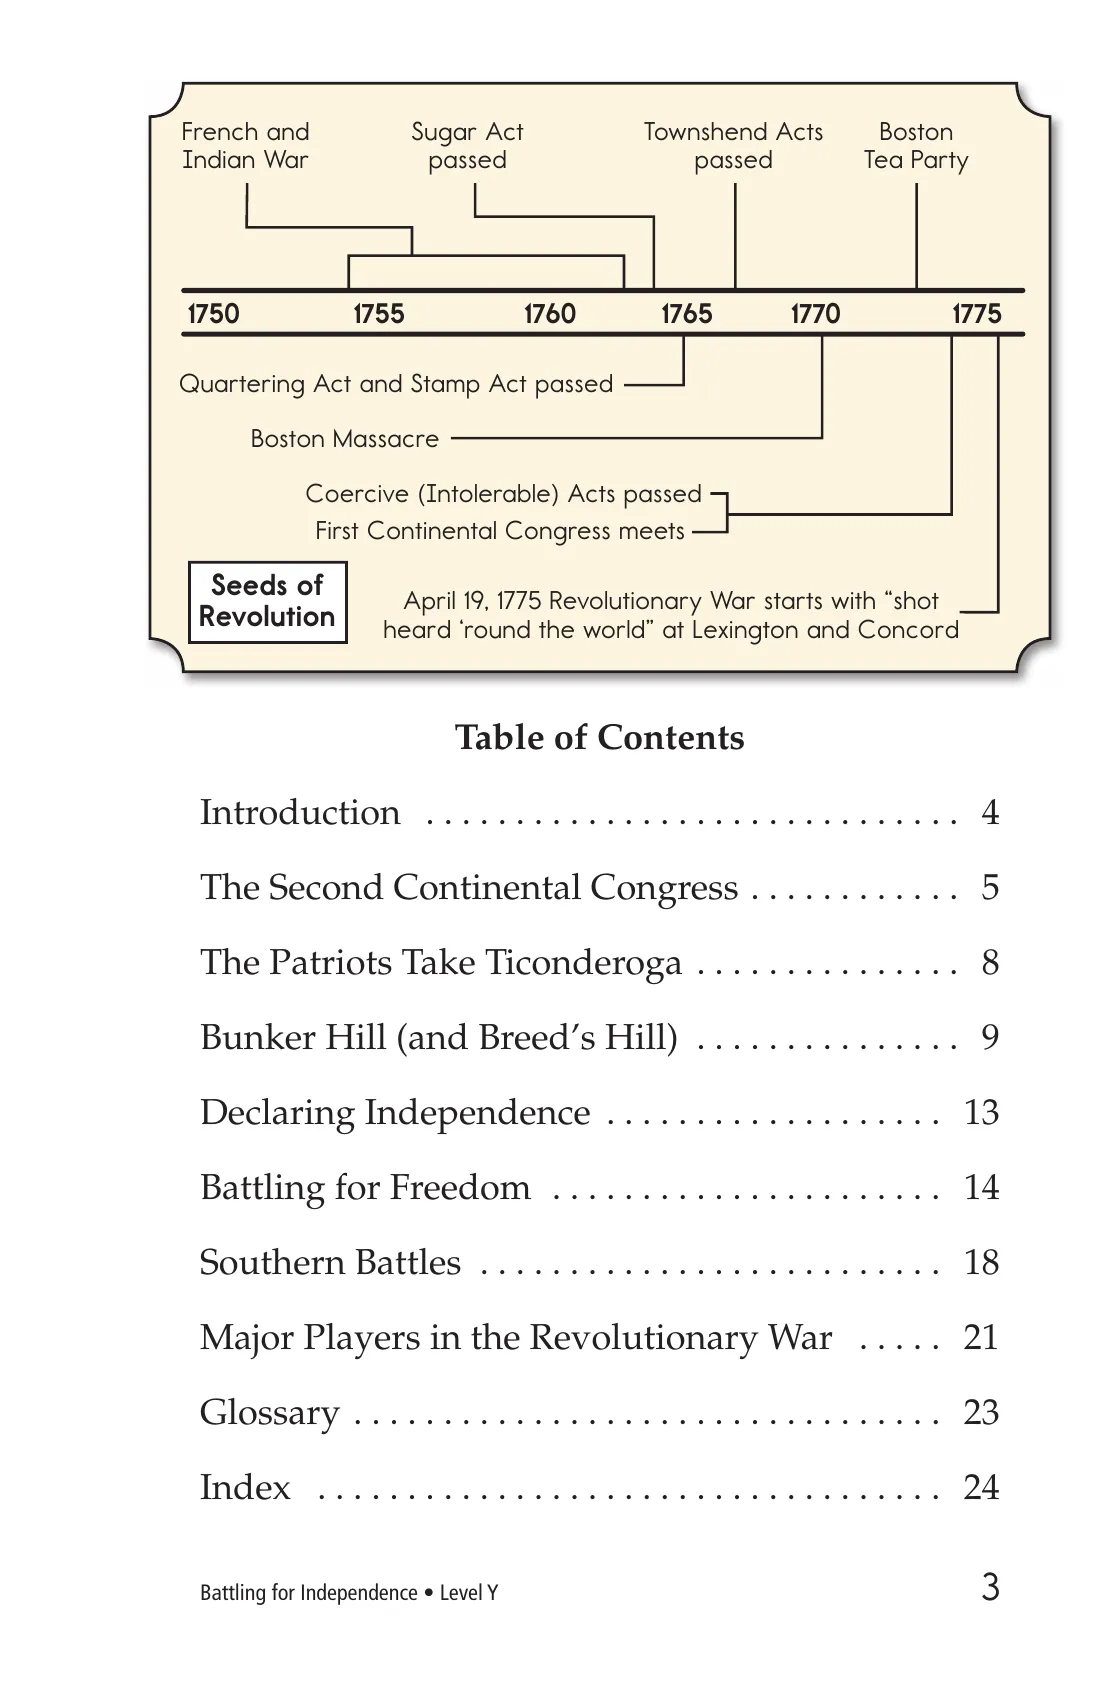 French and
Indian War
Sugar Act
passed
Townshend Acts
passed
Boston
Tea Party
1750 1755 1760 1765 1770 1775
Quartering Act and Stamp Act passed
Boston Massacre
Coercive (Intolerable) Acts passed
First Continental Congress meets
Seeds of
Revolution
April 19, 1775 Revolutionary War starts with “shot
heard ‘round the world” at Lexington and Concord
Table of Contents
Introduction . . . . . . . . . . . . . . . . . . . . . . . . . . . . . . 4
The Second Continental Congress . . . . . . . . . . . . 5
The Patriots Take Ticonderoga . . . . . . . . . . . . . . . 8
Bunker Hill (and Breed’s Hill) . . . . . . . . . . . . . . . 9
Declaring Independence . . . . . . . . . . . . . . . . . . . 13
Battling for Freedom . . . . . . . . . . . . . . . . . . . . . . 14
Southern Battles . . . . . . . . . . . . . . . . . . . . . . . . . . 18
Major Players in the Revolutionary War . . . . . 21
Glossary . . . . . . . . . . . . . . . . . . . . . . . . . . . . . . . . . 23
Index . . . . . . . . . . . . . . . . . . . . . . . . . . . . . . . . . . . 24
Battling for Independence • Level Y 3